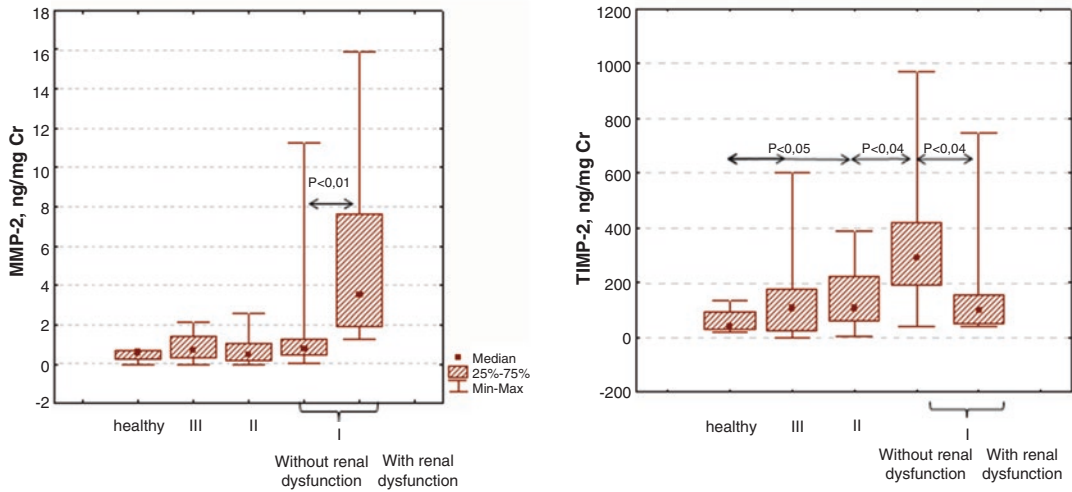 18
16
14
12
10
8
6
4
2
0
-2
MMP-2, ng/mg Cr
P<0,01
Median
25%-75%
Min-Max
healthy III II I
Without renal dysfunction
With renal dysfunction
1200
1000
800
600
400
200
100
0
-200
TIMP-2, ng/mg Cr
P<0,05 P<0,04 P<0,04
healthy III II I
Without renal dysfunction
With renal dysfunction